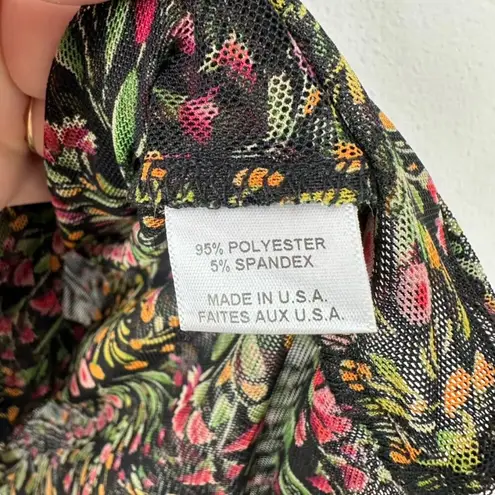 95% POLYESTER
5% SPANDEX
MADE IN U.S.A.
FAITES AUX U.S.A.